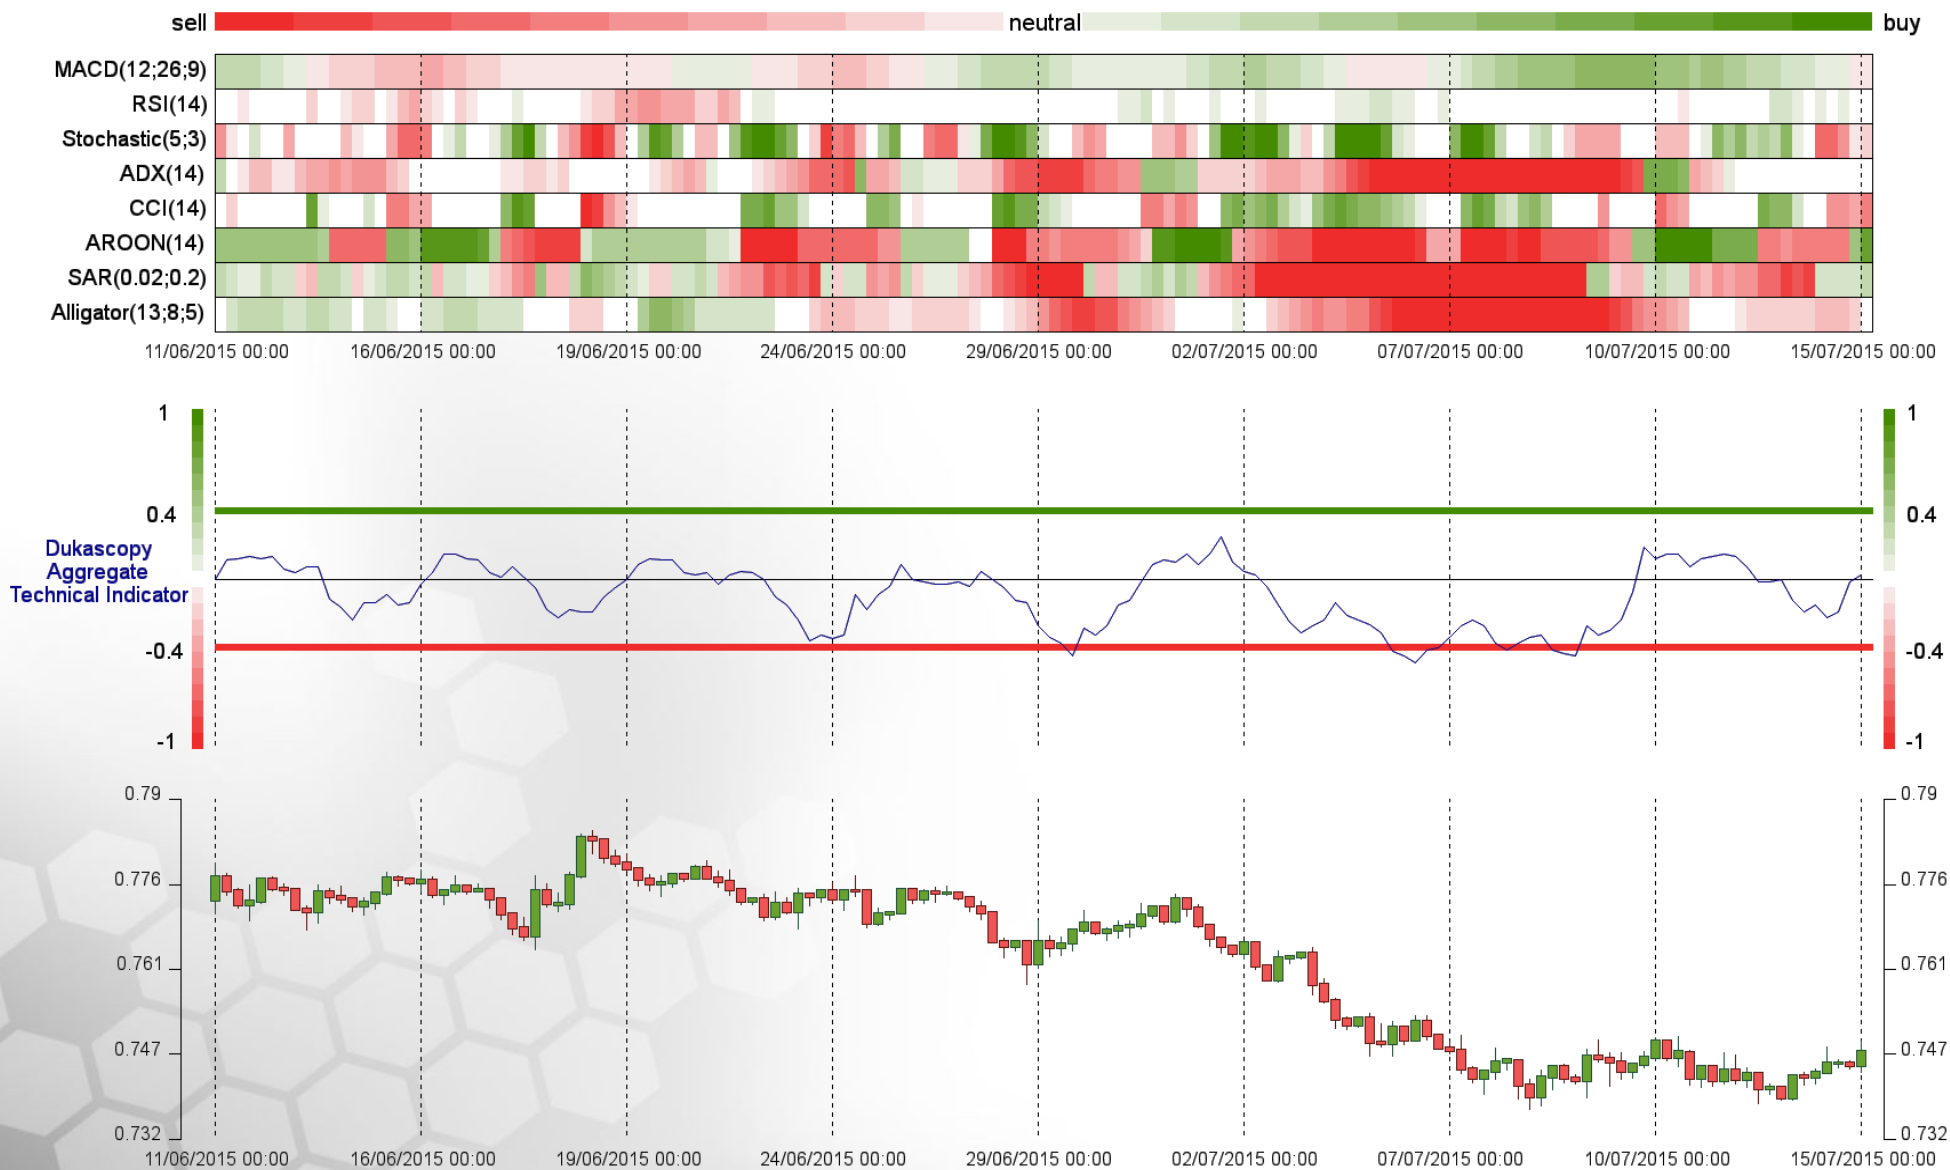 sell neutral buy
MACD(12;26;9)
RSI(14)
Stochastic(5;3)
ADX(14)
CCI(14)
AROON(14)
SAR(0.02;0.2)
Alligator(13;8;5)
11/06/2015 00:00 16/06/2015 00:00 19/06/2015 00:00 24/06/2015 00:00 29/06/2015 00:00 02/07/2015 00:00 07/07/2015 00:00 10/07/2015 00:00 15/07/2015 00:00
1 1
0.4 0.4
Dukascopy
Aggregate
Technical Indicator
-0.4 -0.4
-1 -1
0.79 0.79
0.776 0.776
0.761 0.761
0.747 0.747
0.732 0.732
11/06/2015 00:00 16/06/2015 00:00 19/06/2015 00:00 24/06/2015 00:00 29/06/2015 00:00 02/07/2015 00:00 07/07/2015 00:00 10/07/2015 00:00 15/07/2015 00:00